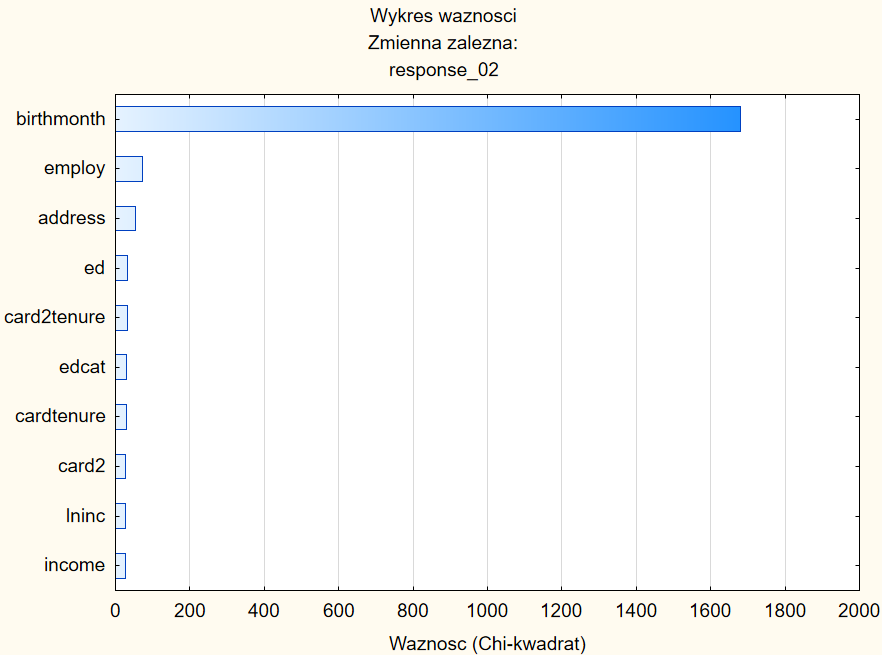 Wykres waznosci
Zmienna zalezna:
response_02
birthmonth
employ
address
ed
card2tenure
edcat
cardtenure
card2
lninc
income
0 200 400 600 800 1000 1200 1400 1600 1800 2000
Waznosc (Chi-kwadrat)